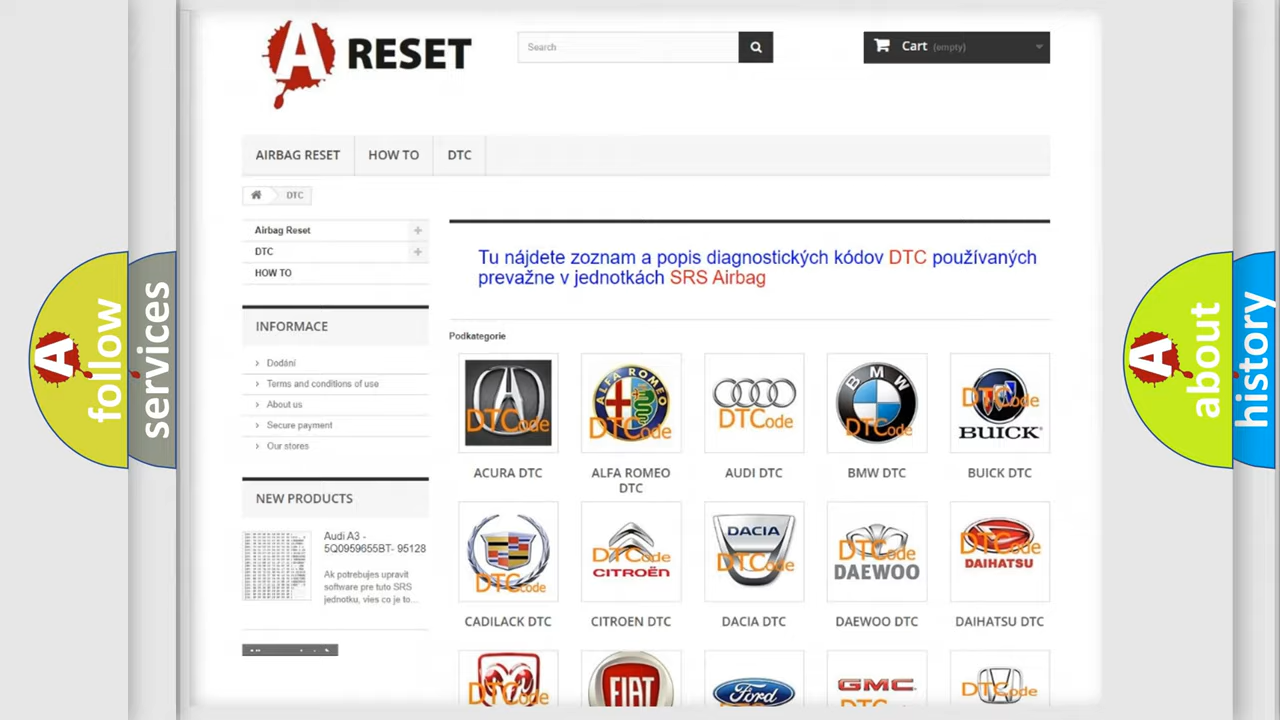 A RESET
Search
Cart (empty)
AIRBAG RESET
HOW TO
DTC
DTC
Airbag Reset
DTC
HOW TO
INFORMACE
Dodání
Terms and conditions of use
About us
Secure payment
Our stores
NEW PRODUCTS
Audi A3 -
5Q0959655BT- 95128
Ak potrebujes upravit
software pre tuto SRS
jednotku, vies co je to...
Tu nájdete zoznam a popis diagnostických kódov DTC používaných
prevažne v jednotkách SRS Airbag
Podkategorie
DTCode
ALFA ROMEO
DTCode
DTCode
BMW
DTCode
DTCode
BUICK
ACURA DTC
ALFA ROMEO
DTC
AUDI DTC
BMW DTC
BUICK DTC
DTCode
DTCode
CITROËN
DACIA
DTCode
DTCode
DAEWOO
DTCode
DAIHATSU
CADILACK DTC
CITROEN DTC
DACIA DTC
DAEWOO DTC
DAIHATSU DTC
DTCode
FIAT
Ford
GMC
DTCode
A follow
services
A about
history